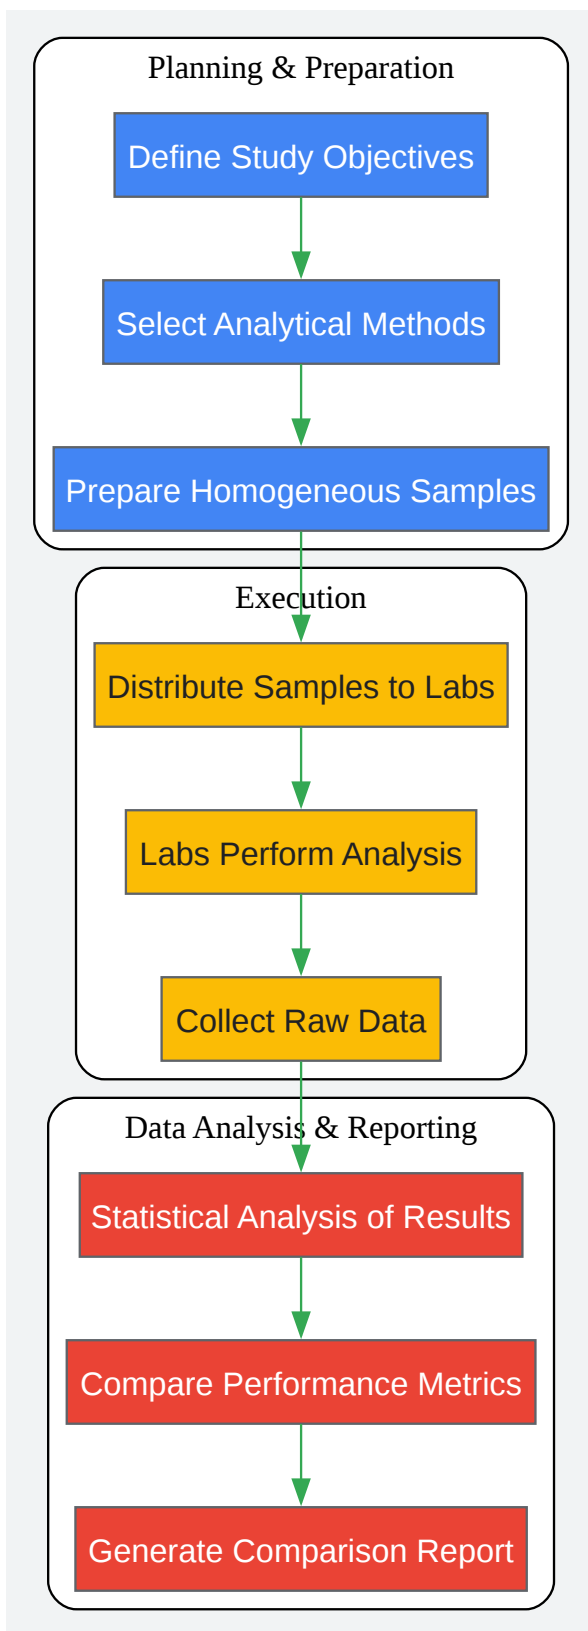 Planning & Preparation
Define Study Objectives
Select Analytical Methods
Prepare Homogeneous Samples
Execution
Distribute Samples to Labs
Labs Perform Analysis
Collect Raw Data
Data Analysis & Reporting
Statistical Analysis of Results
Compare Performance Metrics
Generate Comparison Report